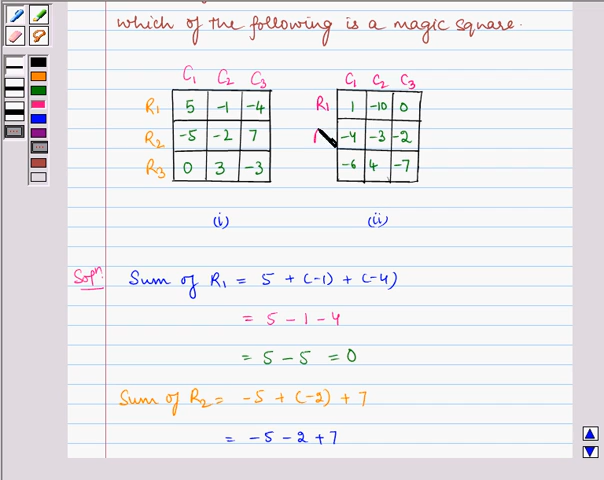 which of the following is a magic square.
C1 C2 C3
R1 5 -1 -4
R2 -5 -2 7
R3 0 3 -3
(i)
C1 C2 C3
R1 1 -10 0
-4 -3 -2
-6 4 -7
(ii)
Solⁿ. Sum of R1 = 5 + (-1) + (-4)
= 5 - 1 - 4
= 5 - 5 = 0
Sum of R2 = -5 + (-2) + 7
= -5 - 2 + 7